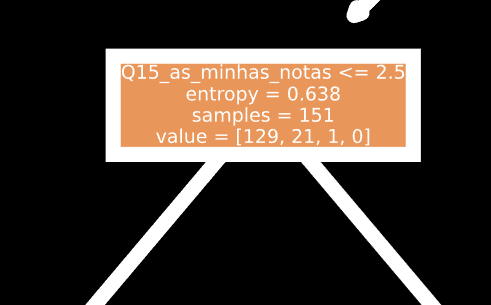 Q15_as_minhas_notas <= 2.5
entropy = 0.638
samples = 151
value = [129, 21, 1, 0]